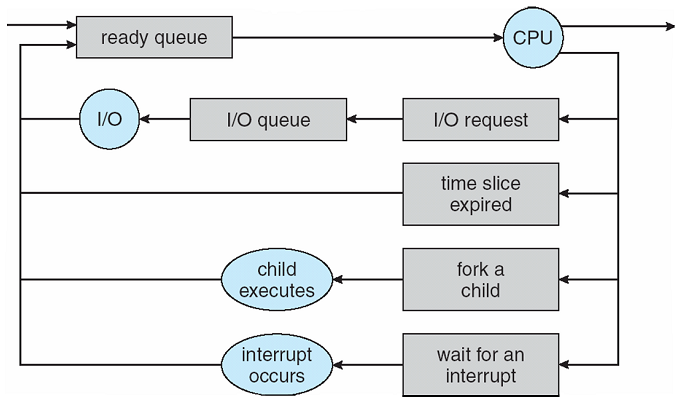 ready queue
CPU
I/O
I/O queue
I/O request
time slice
expired
child
executes
fork a
child
interrupt
occurs
wait for an
interrupt